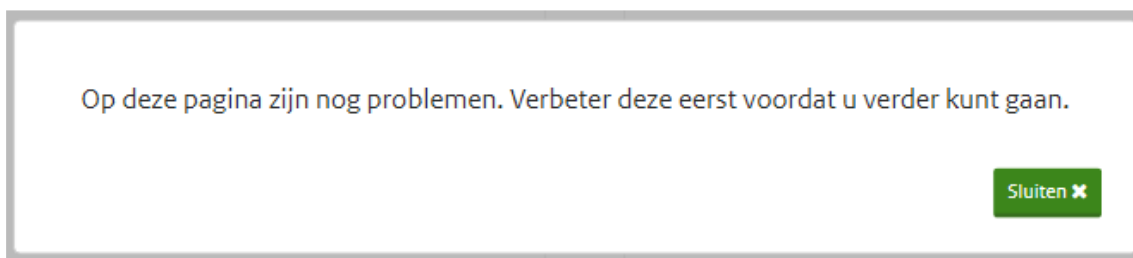 Op deze pagina zijn nog problemen. Verbeter deze eerst voordat u verder kunt gaan.
Sluiten ✖